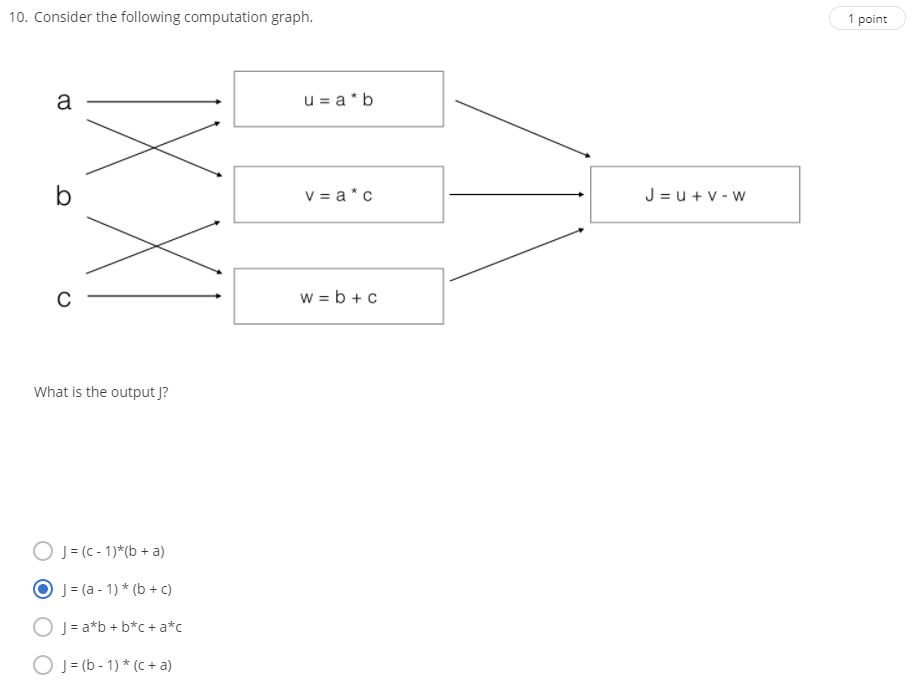 10. Consider the following computation graph.
1 point
a
u = a * b
b
v = a * c
J = u + v - w
c
w = b + c
What is the output J?
J = (c - 1)*(b + a)
J = (a - 1) * (b + c)
J = a*b + b*c + a*c
J = (b - 1) * (c + a)